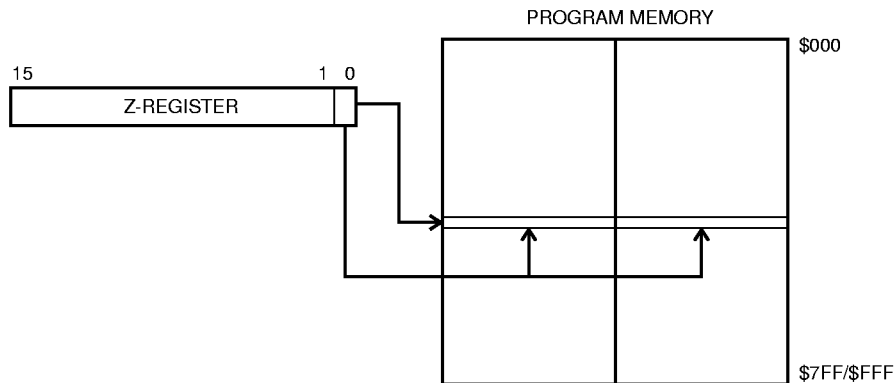 PROGRAM MEMORY
$000
15 1 0
Z-REGISTER
$7FF/$FFF